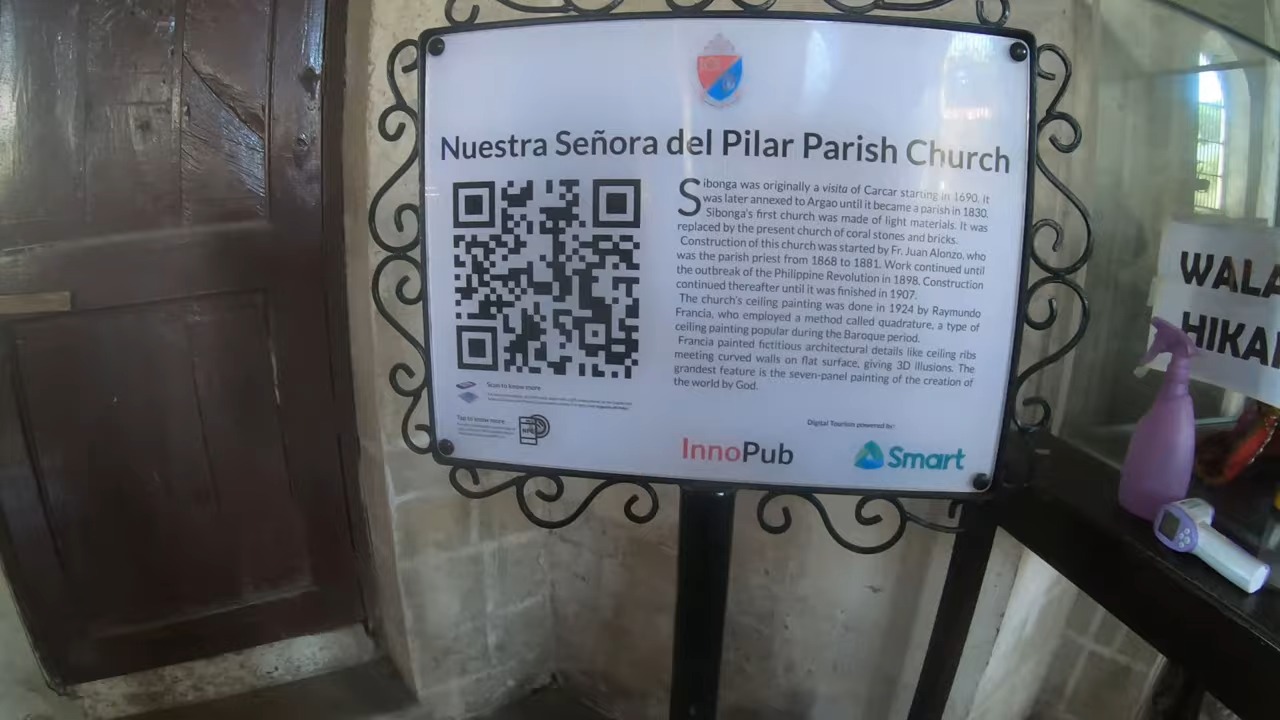 Nuestra Señora del Pilar Parish Church
Sibonga was originally a visita of Carcar starting in 1690. It
was later annexed to Argao until it became a parish in 1830.
Sibonga's first church was made of light materials. It was
replaced by the present church of coral stones and bricks.
Construction of this church was started by Fr. Juan Alonzo, who
was the parish priest from 1868 to 1881. Work continued until
the outbreak of the Philippine Revolution in 1898. Construction
continued thereafter until it was finished in 1907.
The church's ceiling painting was done in 1924 by Raymundo
Francia, who employed a method called quadrature, a type of
ceiling painting popular during the Baroque period.
Francia painted fictitious architectural details like ceiling ribs
meeting curved walls on flat surface, giving 3D illusions. The
grandest feature is the seven-panel painting of the creation of
the world by God.
Scan to know more
Tap to know more
NFC
Digital Tourism powered by:
InnoPub
Smart
WALA
HIKA